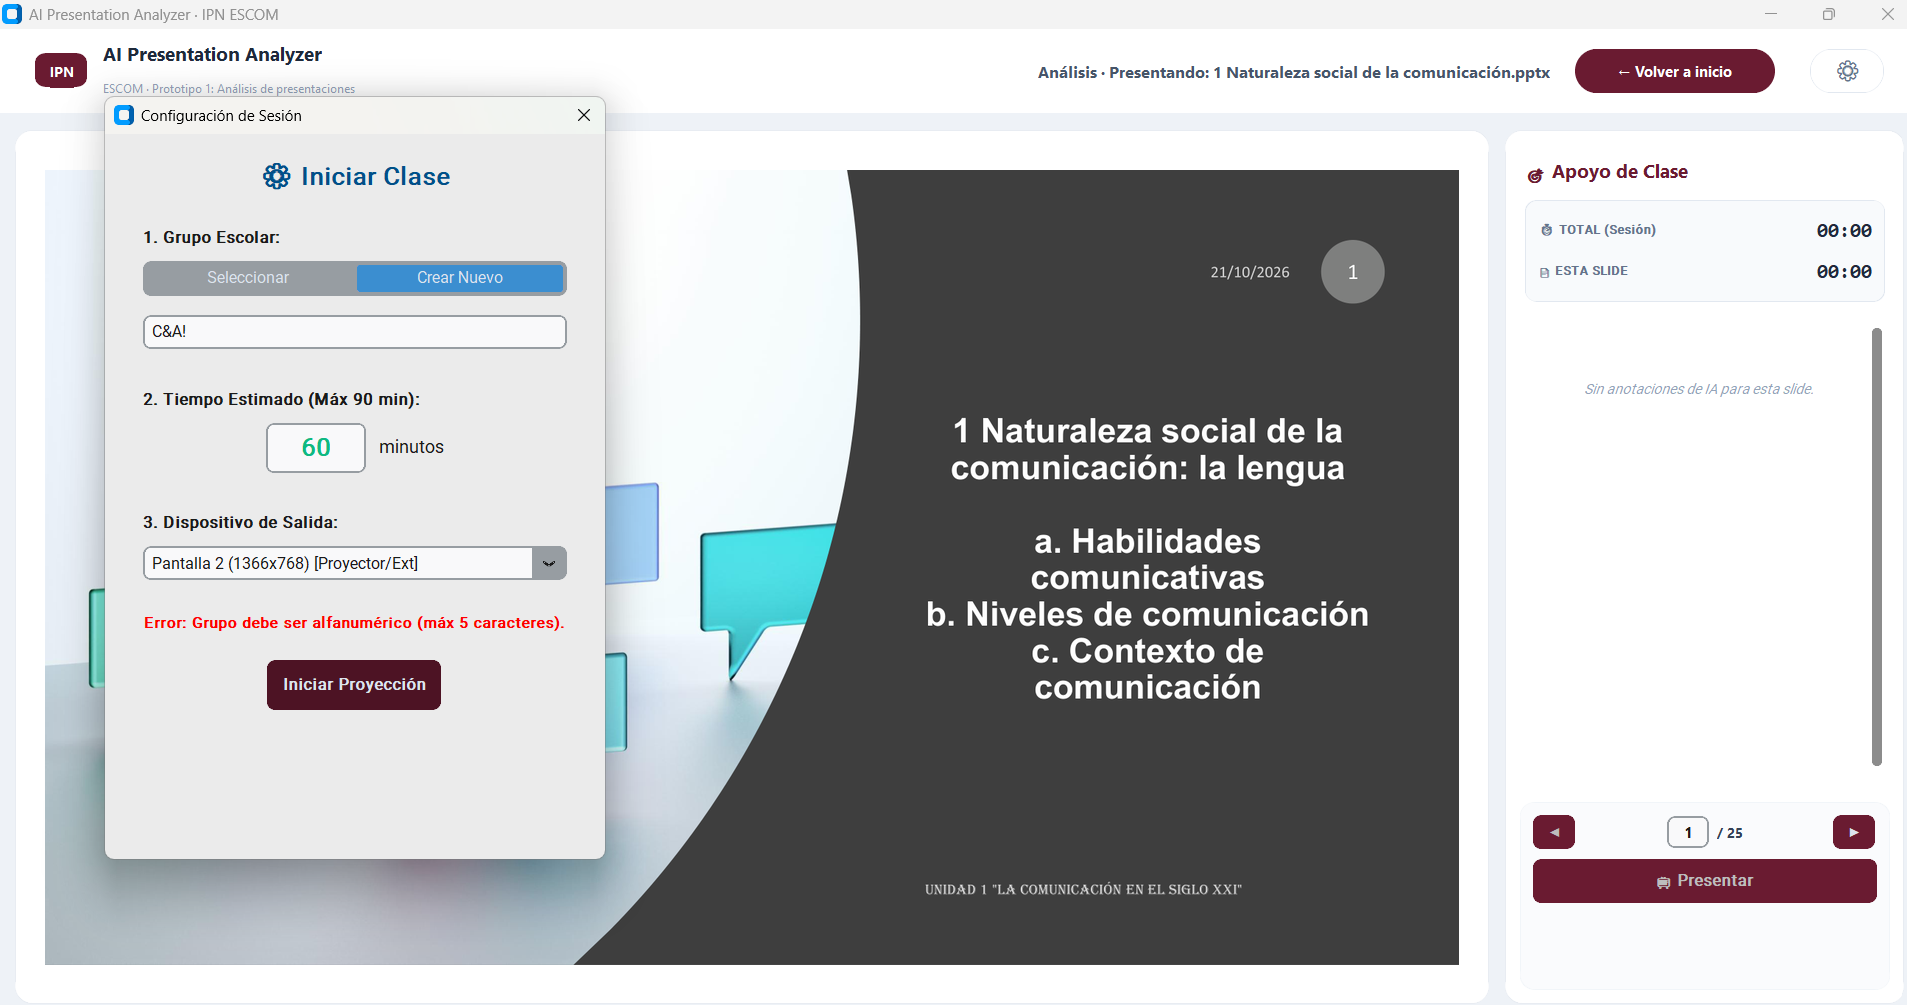 AI Presentation Analyzer · IPN ESCOM
IPN
AI Presentation Analyzer
ESCOM · Prototipo 1: Análisis de presentaciones
Análisis · Presentando: 1 Naturaleza social de la comunicación.pptx
← Volver a inicio
Configuración de Sesión
Iniciar Clase
1. Grupo Escolar:
Seleccionar
Crear Nuevo
C&A!
2. Tiempo Estimado (Máx 90 min):
60
minutos
3. Dispositivo de Salida:
Pantalla 2 (1366x768) [Proyector/Ext]
Error: Grupo debe ser alfanumérico (máx 5 caracteres).
Iniciar Proyección
21/10/2026
1
1 Naturaleza social de la
comunicación: la lengua
a. Habilidades
comunicativas
b. Niveles de comunicación
c. Contexto de
comunicación
UNIDAD 1 "LA COMUNICACIÓN EN EL SIGLO XXI"
Apoyo de Clase
TOTAL (Sesión)
00:00
ESTA SLIDE
00:00
Sin anotaciones de IA para esta slide.
1
/ 25
Presentar